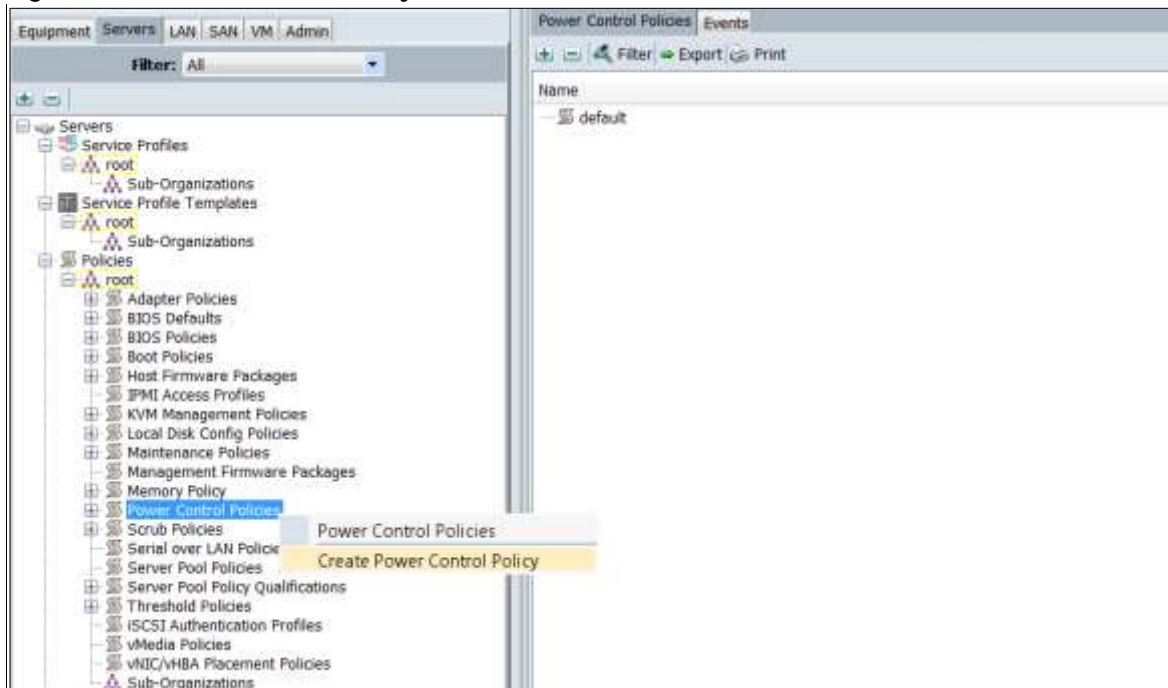 Equipment Servers LAN SAN VM Admin
Filter: All
Servers
Service Profiles
root
Sub-Organizations
Service Profile Templates
root
Sub-Organizations
Policies
root
Adapter Policies
BIOS Defaults
BIOS Policies
Boot Policies
Host Firmware Packages
IPMI Access Profiles
KVM Management Policies
Local Disk Config Policies
Maintenance Policies
Management Firmware Packages
Memory Policy
Power Control Policies
Scrub Policies
Serial over LAN Policie
Server Pool Policies
Server Pool Policy Qualifications
Threshold Policies
iSCSI Authentication Profiles
vMedia Policies
vNIC/vHBA Placement Policies
Sub-Organizations
Power Control Policies
Create Power Control Policy
Power Control Policies Events
Filter Export Print
Name
default